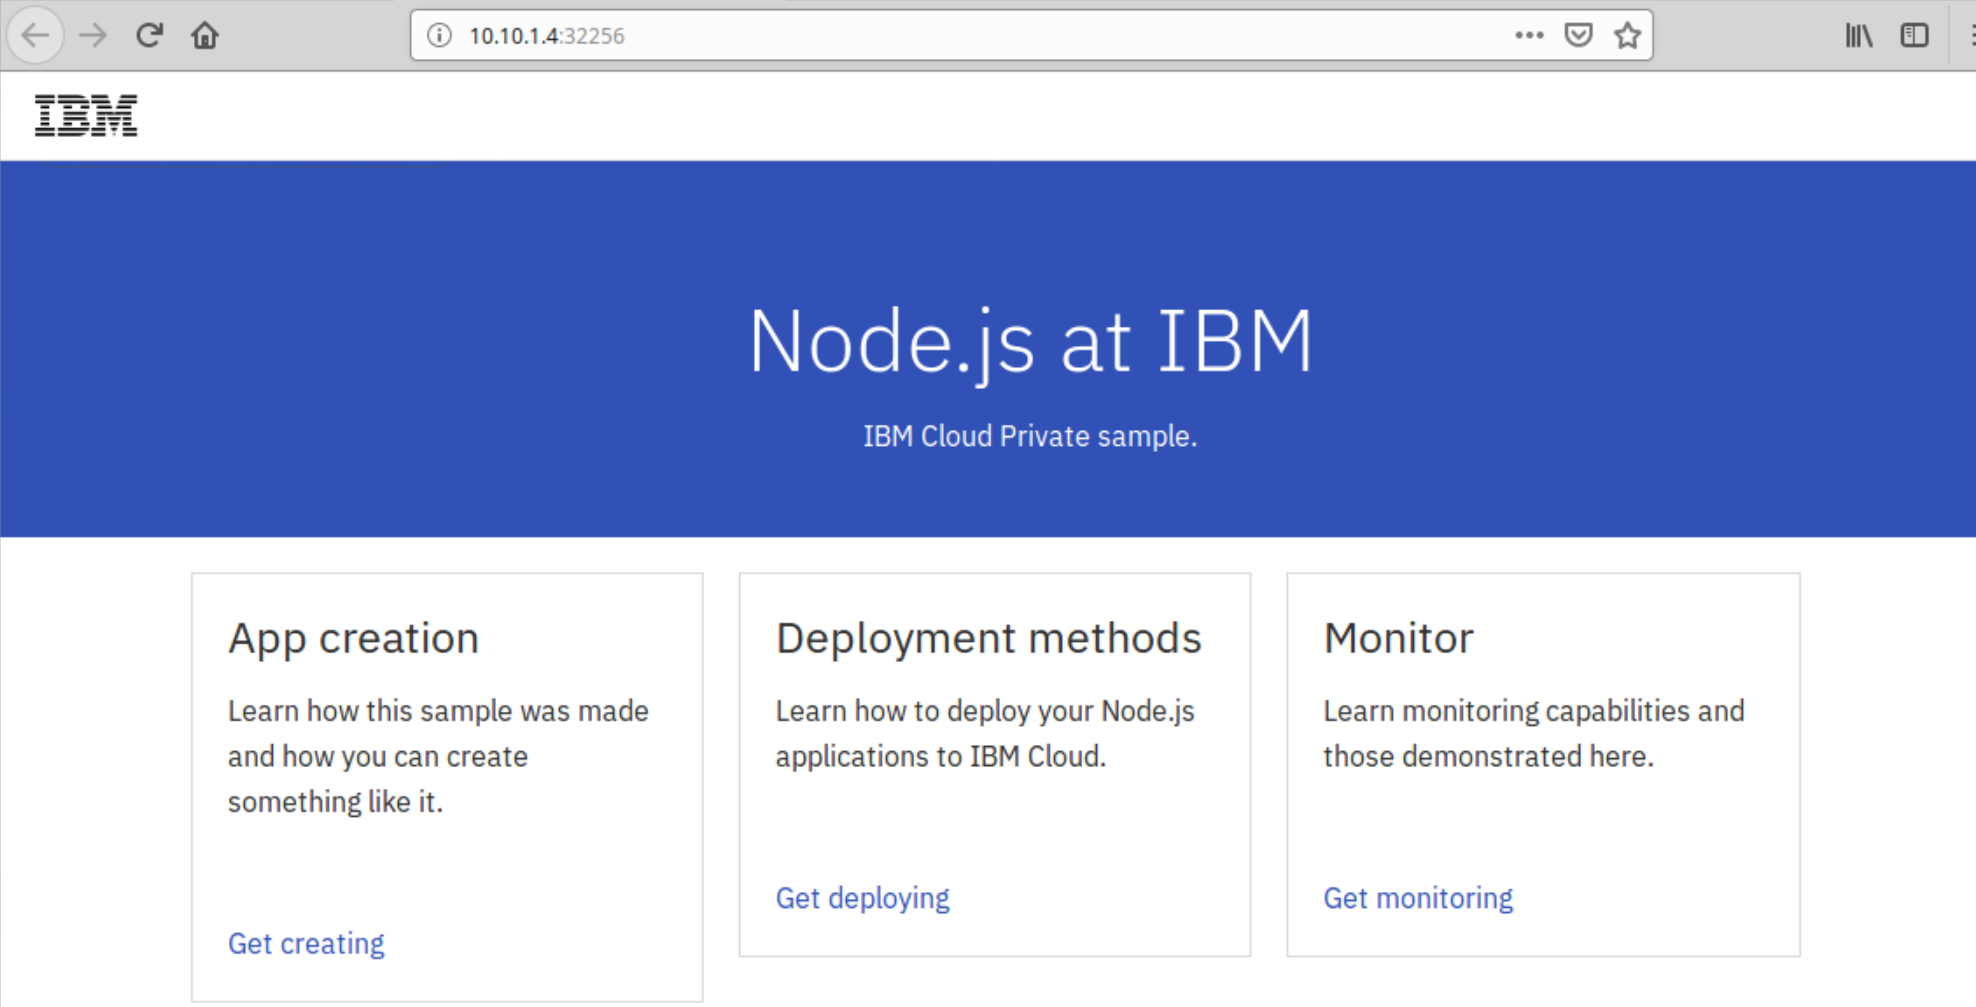 10.10.1.4:32256
IBM
Node.js at IBM
IBM Cloud Private sample.
App creation
Learn how this sample was made
and how you can create
something like it.
Get creating
Deployment methods
Learn how to deploy your Node.js
applications to IBM Cloud.
Get deploying
Monitor
Learn monitoring capabilities and
those demonstrated here.
Get monitoring